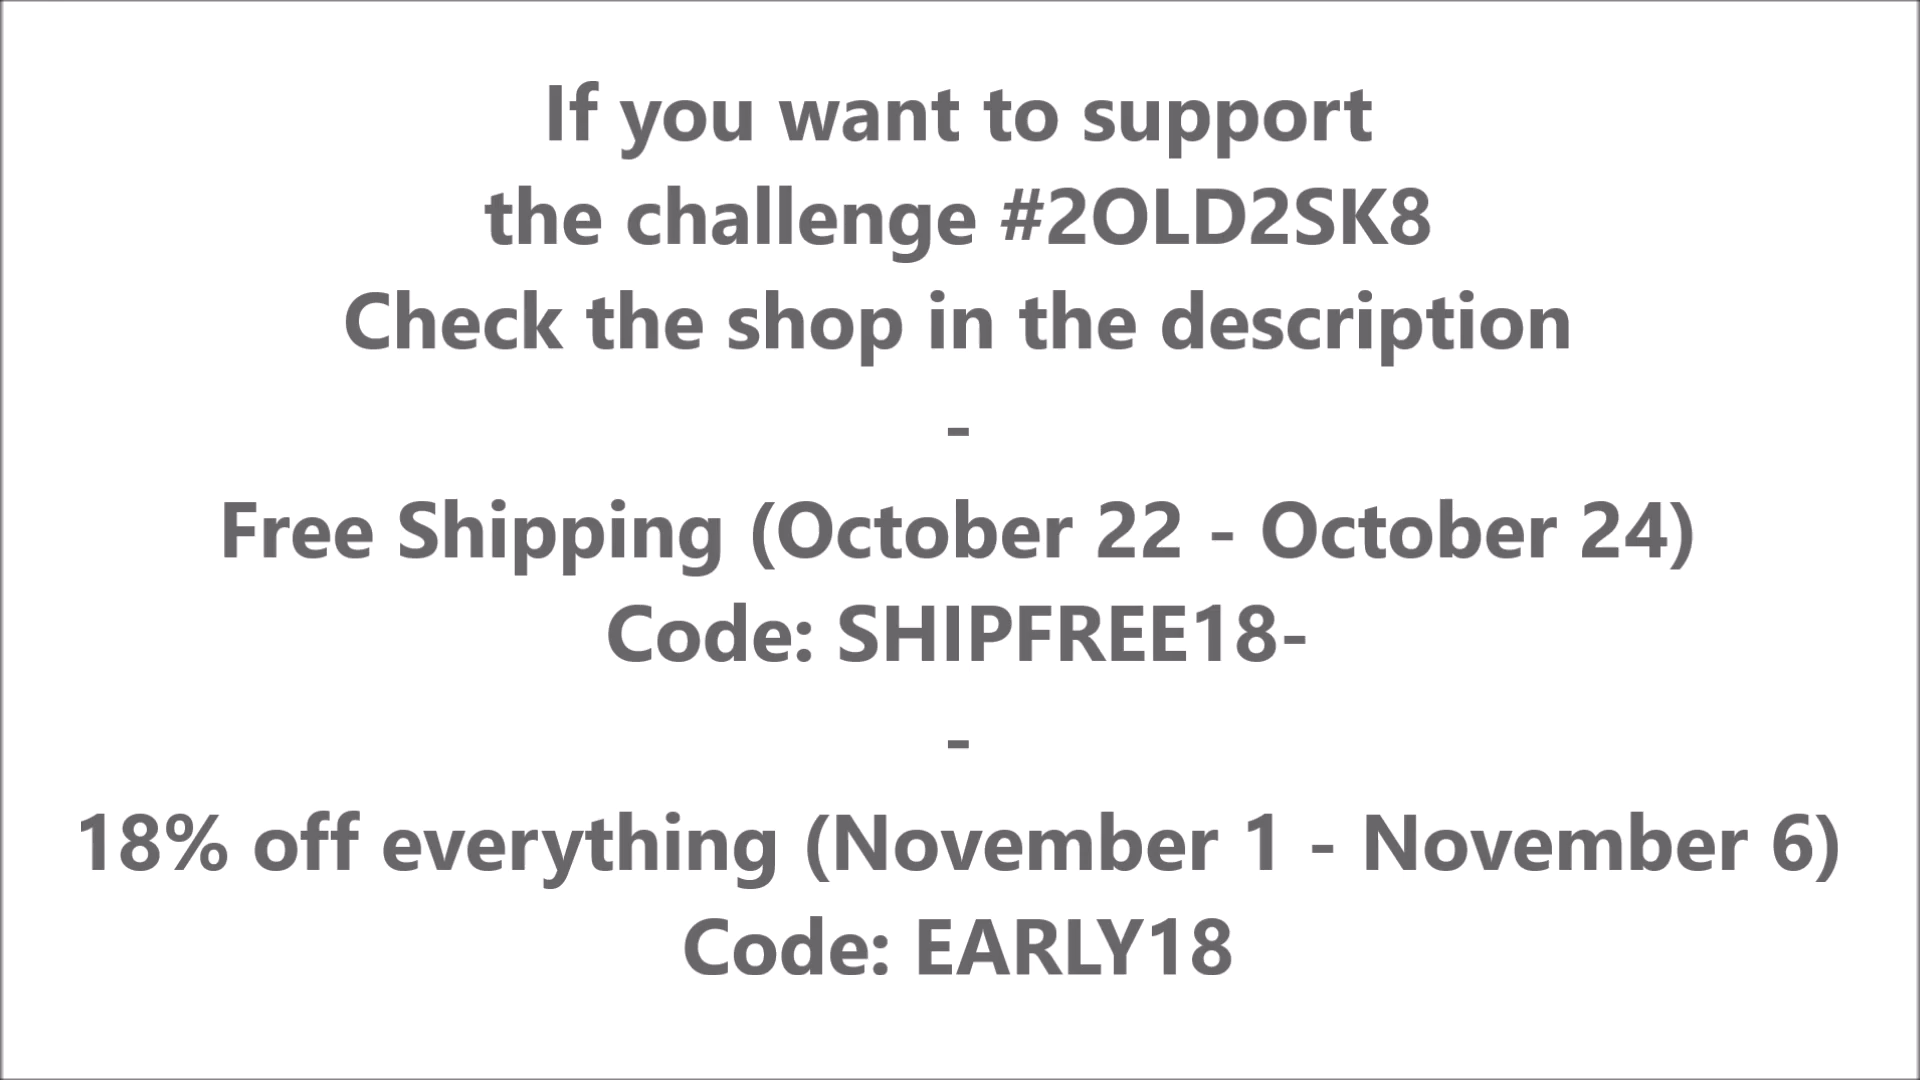 If you want to support
the challenge #2OLD2SK8
Check the shop in the description
-
Free Shipping (October 22 - October 24)
Code: SHIPFREE18-
-
18% off everything (November 1 - November 6)
Code: EARLY18